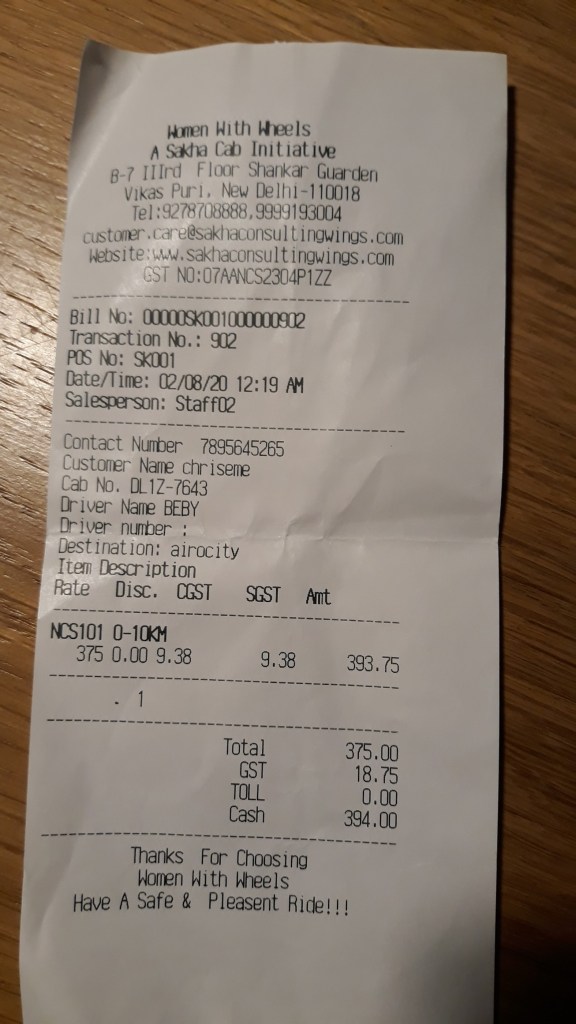 Women With Wheels
A Sakha Cab Initiative
B-7 IIIrd Floor Shankar Guarden
Vikas Puri, New Delhi-110018
Tel:9278708888,9999193004
customer.care@sakhaconsultingwings.com
Website:www.sakhaconsultingwings.com
GST NO:07AANCS2304P1ZZ
Bill No: 00000SK001000000902
Transaction No.: 902
POS No: SK001
Date/Time: 02/08/20 12:19 AM
Salesperson: Staff02
Contact Number 7895645265
Customer Name chriseme
Cab No. DL1Z-7643
Driver Name BEBY
Driver number :
Destination: airocity
Item Description
Rate Disc. CGST SGST Amt
NCS101 0-10KM
375 0.00 9.38 9.38 393.75
. 1
Total 375.00
GST 18.75
TOLL 0.00
Cash 394.00
Thanks For Choosing
Women With Wheels
Have A Safe & Pleasent Ride!!!